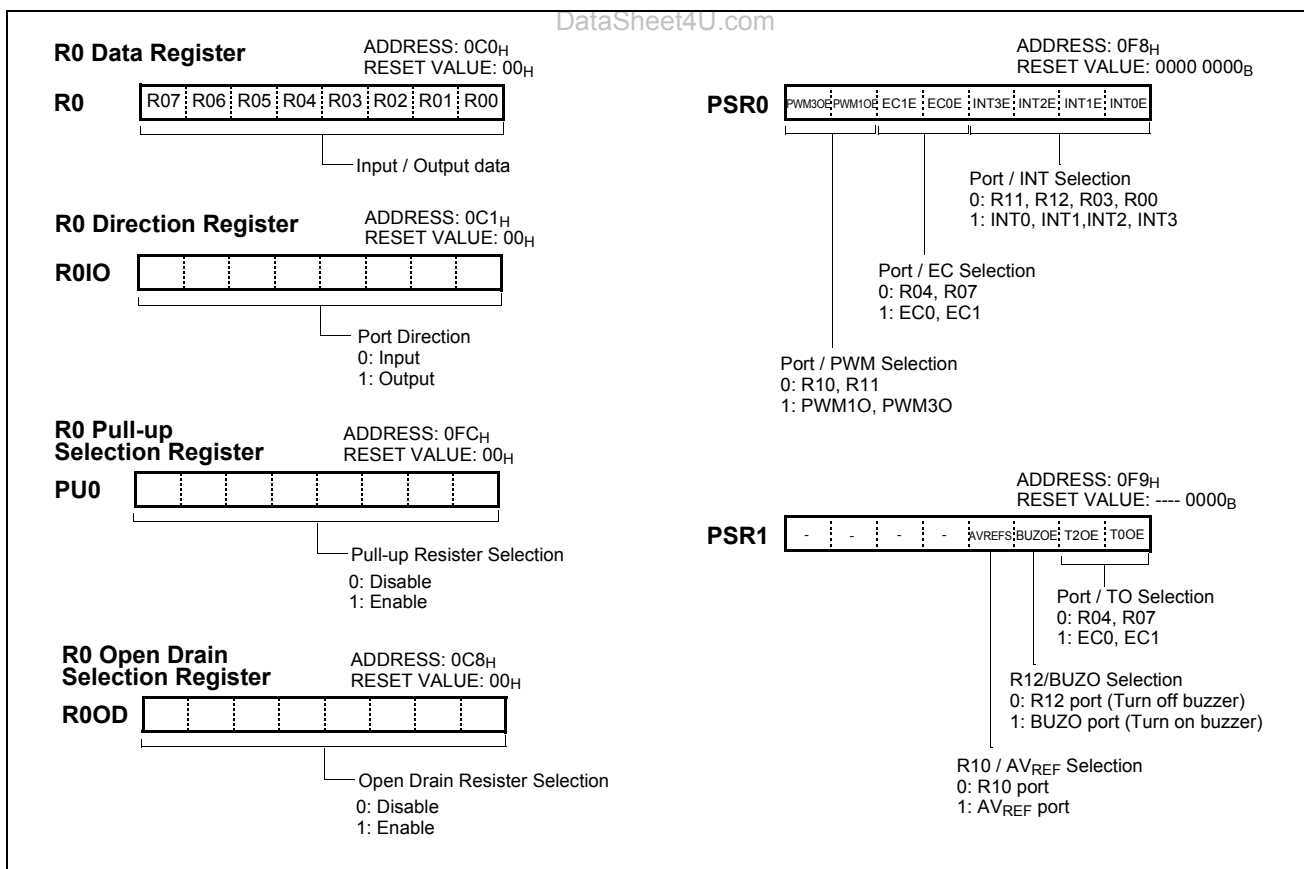 DataSheet4U.com
R0 Data Register
ADDRESS: 0C0H
RESET VALUE: 00H
R0
R07 R06 R05 R04 R03 R02 R01 R00
Input / Output data
R0 Direction Register
ADDRESS: 0C1H
RESET VALUE: 00H
R0IO
Port Direction
0: Input
1: Output
R0 Pull-up
Selection Register
ADDRESS: 0FCH
RESET VALUE: 00H
PU0
Pull-up Resister Selection
0: Disable
1: Enable
R0 Open Drain
Selection Register
ADDRESS: 0C8H
RESET VALUE: 00H
R0OD
Open Drain Resister Selection
0: Disable
1: Enable
ADDRESS: 0F8H
RESET VALUE: 0000 0000B
PSR0
PWM3OE PWM1OE EC1E EC0E INT3E INT2E INT1E INT0E
Port / INT Selection
0: R11, R12, R03, R00
1: INT0, INT1,INT2, INT3
Port / EC Selection
0: R04, R07
1: EC0, EC1
Port / PWM Selection
0: R10, R11
1: PWM1O, PWM3O
ADDRESS: 0F9H
RESET VALUE: ---- 0000B
PSR1
- - - - AVREFS BUZOE T2OE T0OE
Port / TO Selection
0: R04, R07
1: EC0, EC1
R12/BUZO Selection
0: R12 port (Turn off buzzer)
1: BUZO port (Turn on buzzer)
R10 / AVREF Selection
0: R10 port
1: AVREF port